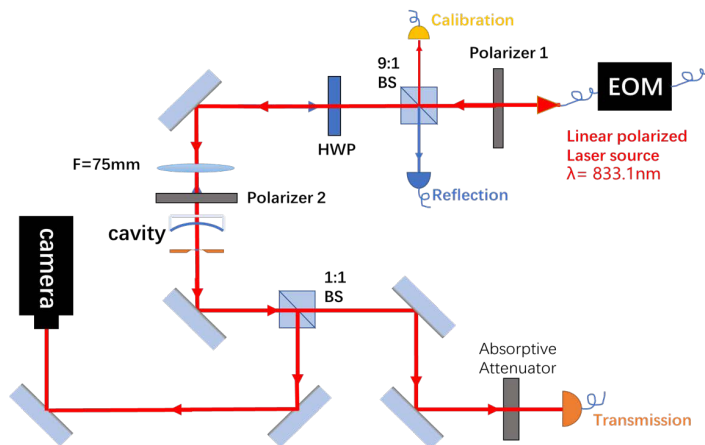 Calibration
Polarizer 1
9:1
BS
EOM
HWP
Linear polarized
Laser source
λ= 833.1nm
F=75mm
Reflection
Polarizer 2
cavity
camera
1:1
BS
Absorptive
Attenuator
Transmission